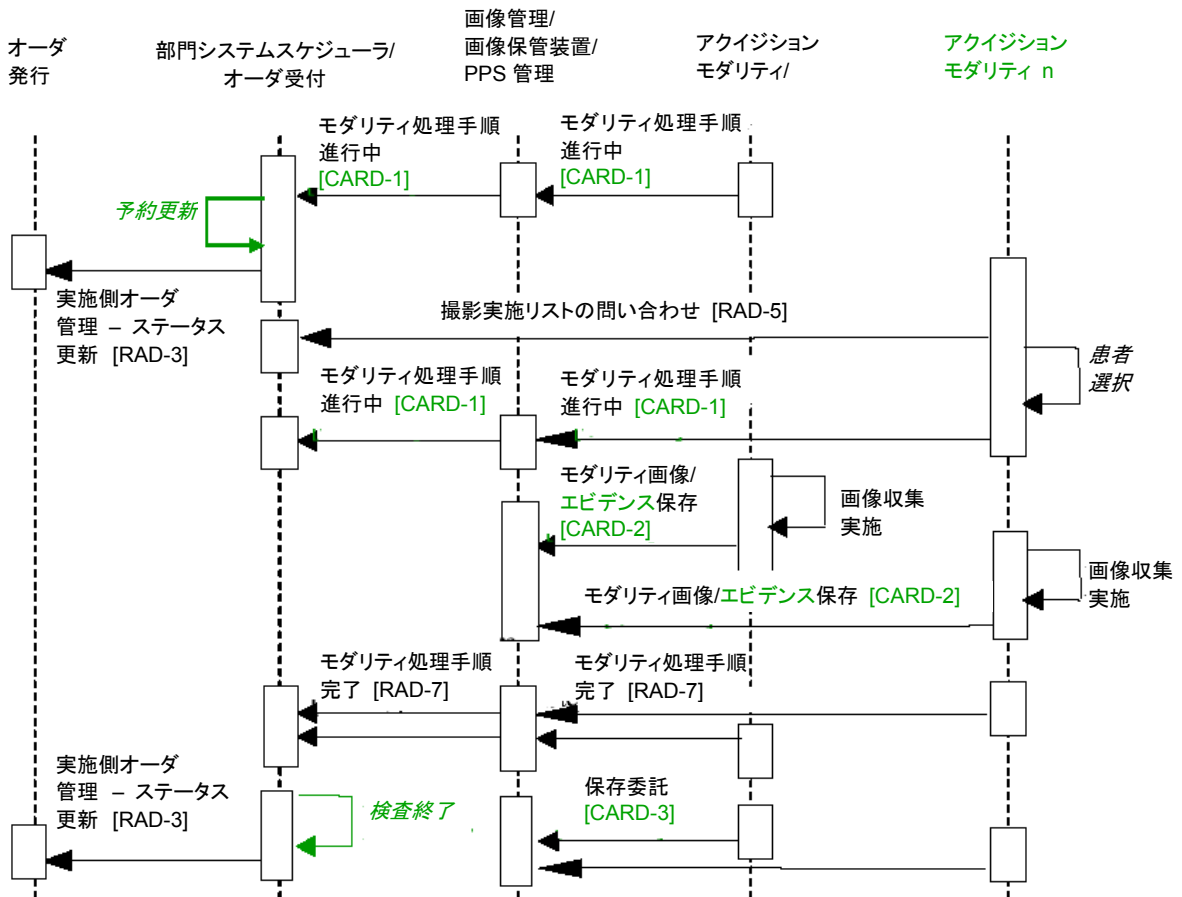 オーダ
発行
部門システムスケジューラ/
オーダ受付
画像管理/
画像保管装置/
PPS 管理
アクイジション
モダリティ/
アクイジション
モダリティ n
モダリティ処理手順
進行中
[CARD-1]
モダリティ処理手順
進行中
[CARD-1]
予約更新
実施側オーダ
管理 – ステータス
更新 [RAD-3]
撮影実施リストの問い合わせ [RAD-5]
患者
選択
モダリティ処理手順
進行中 [CARD-1]
モダリティ処理手順
進行中 [CARD-1]
モダリティ画像/
エビデンス保存
[CARD-2]
画像収集
実施
画像収集
実施
モダリティ画像/エビデンス保存 [CARD-2]
モダリティ処理手順
完了 [RAD-7]
モダリティ処理手順
完了 [RAD-7]
実施側オーダ
管理 – ステータス
更新 [RAD-3]
検査終了
保存委託
[CARD-3]